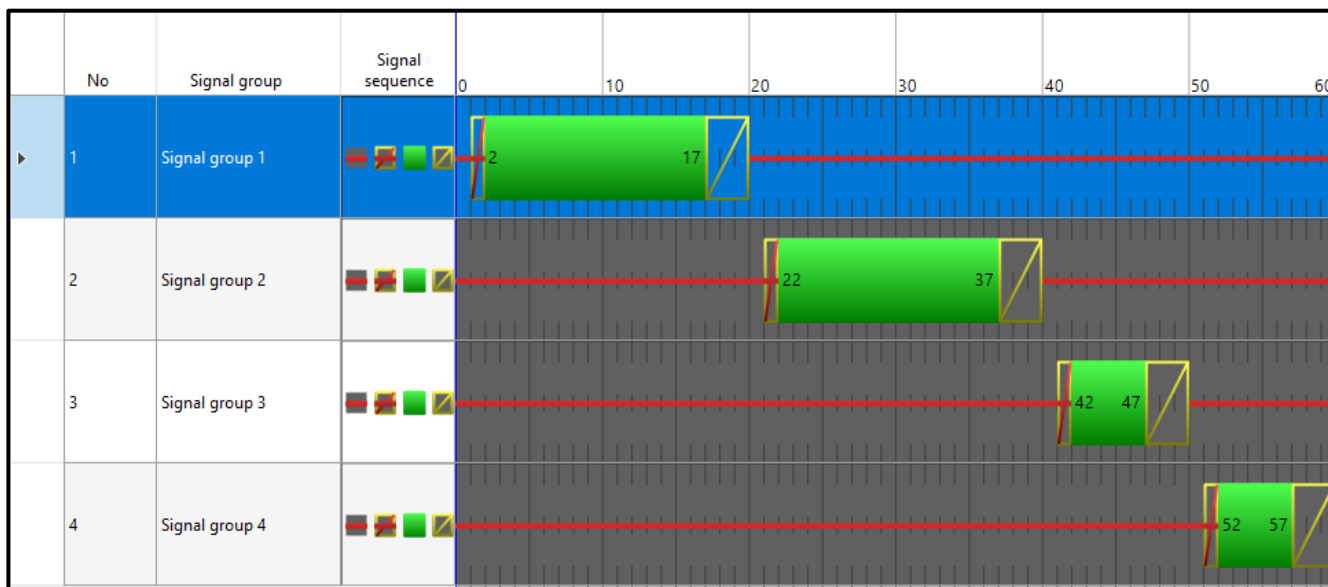 No
Signal group
Signal
sequence
0 10 20 30 40 50 60
1 Signal group 1 2 17
2 Signal group 2 22 37
3 Signal group 3 42 47
4 Signal group 4 52 57